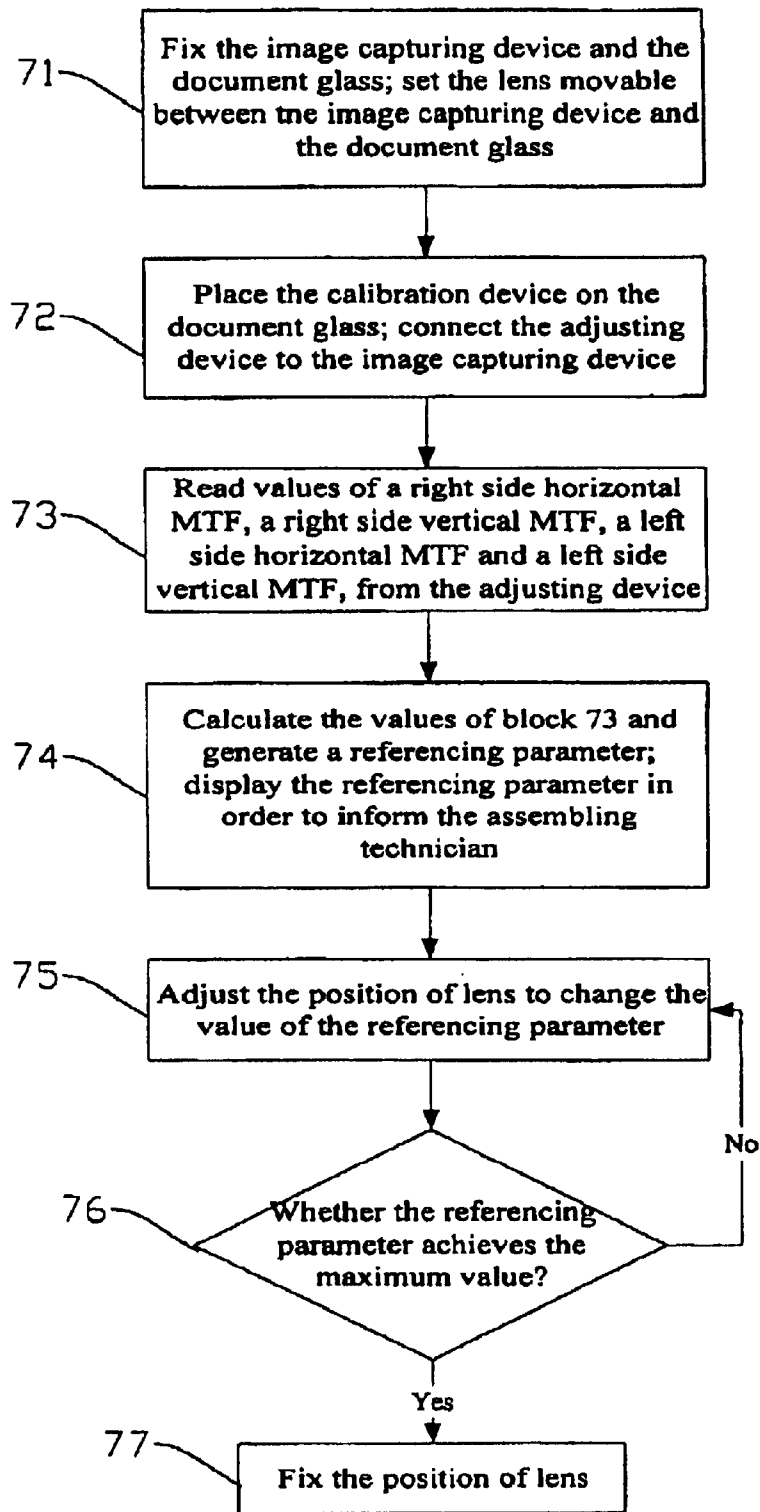 71
Fix the image capturing device and the
document glass; set the lens movable
between tne image capturing device and
the document glass
72
Place the calibration device on the
document glass; connect the adjusting
device to the image capturing device
73
Read values of a right side horizontal
MTF, a right side vertical MTF, a left
side horizontal MTF and a left side
vertical MTF, from the adjusting device
74
Calculate the values of block 73 and
generate a referencing parameter;
display the referencing parameter in
order to inform the assembling
technician
75
Adjust the position of lens to change the
value of the referencing parameter
No
76
Whether the referencing
parameter achieves the
maximum value?
Yes
77
Fix the position of lens